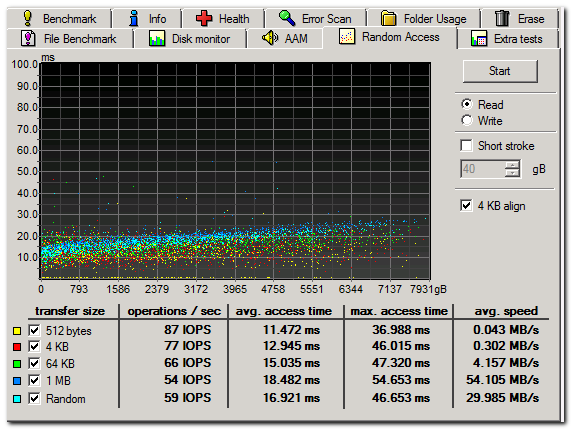 Benchmark Info Health Error Scan Folder Usage Erase
File Benchmark Disk monitor AAM Random Access Extra tests
ms
100.0
90.0
80.0
70.0
60.0
50.0
40.0
30.0
20.0
10.0
0 793 1586 2379 3172 3965 4758 5551 6344 7137 7931gB
Start
Read
Write
Short stroke
40 gB
4 KB align
transfer size operations / sec avg. access time max. access time avg. speed
512 bytes 87 IOPS 11.472 ms 36.988 ms 0.043 MB/s
4 KB 77 IOPS 12.945 ms 46.015 ms 0.302 MB/s
64 KB 66 IOPS 15.035 ms 47.320 ms 4.157 MB/s
1 MB 54 IOPS 18.482 ms 54.653 ms 54.105 MB/s
Random 59 IOPS 16.921 ms 46.653 ms 29.985 MB/s